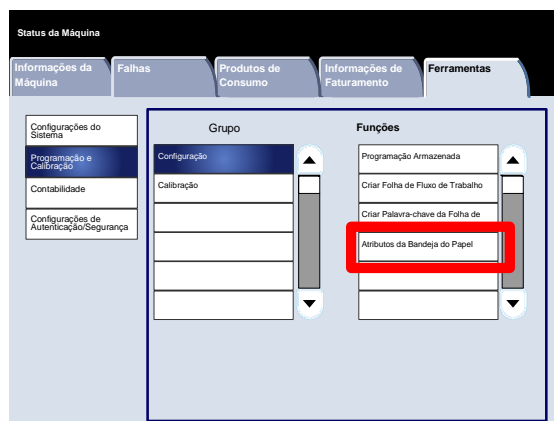 Status da Máquina
Informações da
Máquina
Falhas
Produtos de
Consumo
Informações de
Faturamento
Ferramentas
Configurações do
Sistema
Programação e
Calibração
Contabilidade
Configurações de
Autenticação/Segurança
Grupo
Configuração
Calibração
Funções
Programação Armazenada
Criar Folha de Fluxo de Trabalho
Criar Palavra-chave da Folha de
Atributos da Bandeja do Papel